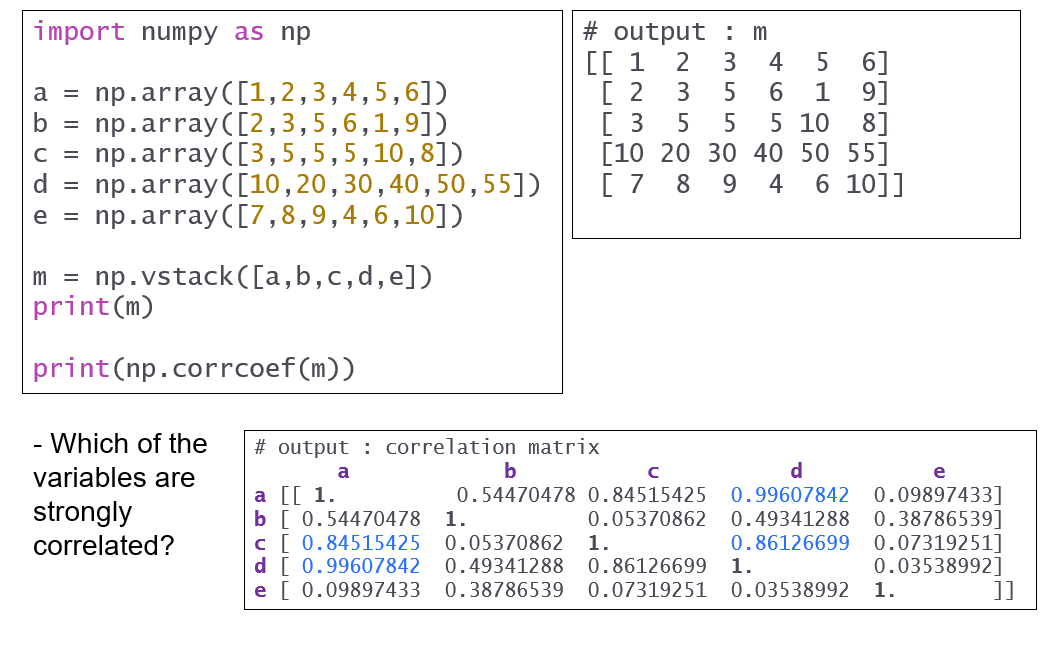 import numpy as np
a = np.array([1,2,3,4,5,6])
b = np.array([2,3,5,6,1,9])
c = np.array([3,5,5,5,10,8])
d = np.array([10,20,30,40,50,55])
e = np.array([7,8,9,4,6,10])
m = np.vstack([a,b,c,d,e])
print(m)
print(np.corrcoef(m))
# output : m
[[ 1 2 3 4 5 6]
[ 2 3 5 6 1 9]
[ 3 5 5 5 10 8]
[10 20 30 40 50 55]
[ 7 8 9 4 6 10]]
- Which of the
variables are
strongly
correlated?
# output : correlation matrix
a b c d e
a [[ 1. 0.54470478 0.84515425 0.99607842 0.09897433]
b [ 0.54470478 1. 0.05370862 0.49341288 0.38786539]
c [ 0.84515425 0.05370862 1. 0.86126699 0.07319251]
d [ 0.99607842 0.49341288 0.86126699 1. 0.03538992]
e [ 0.09897433 0.38786539 0.07319251 0.03538992 1. ]]